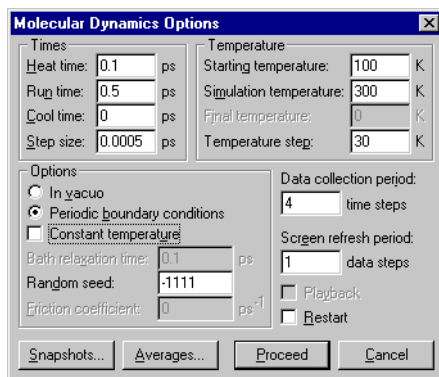 Molecular Dynamics Options
Times
Heat time: 0.1 ps
Run time: 0.5 ps
Cool time: 0 ps
Step size: 0.0005 ps
Temperature
Starting temperature: 100 K
Simulation temperature: 300 K
Final temperature: 0 K
Temperature step: 30 K
Options
In vacuo
Periodic boundary conditions
Constant temperature
Bath relaxation time: 0.1 ps
Random seed: -1111
Friction coefficient: 0 ps-1
Data collection period:
4 time steps
Screen refresh period:
1 data steps
Playback
Restart
Snapshots... Averages... Proceed Cancel